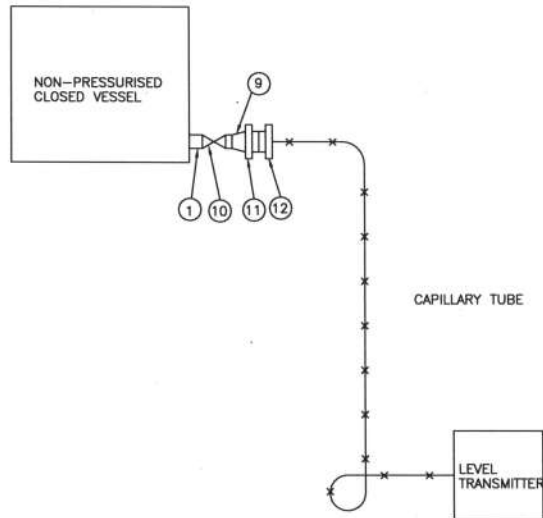 NON-PRESSURISED
CLOSED VESSEL
9
1
10
11
12
CAPILLARY TUBE
LEVEL
TRANSMITTER